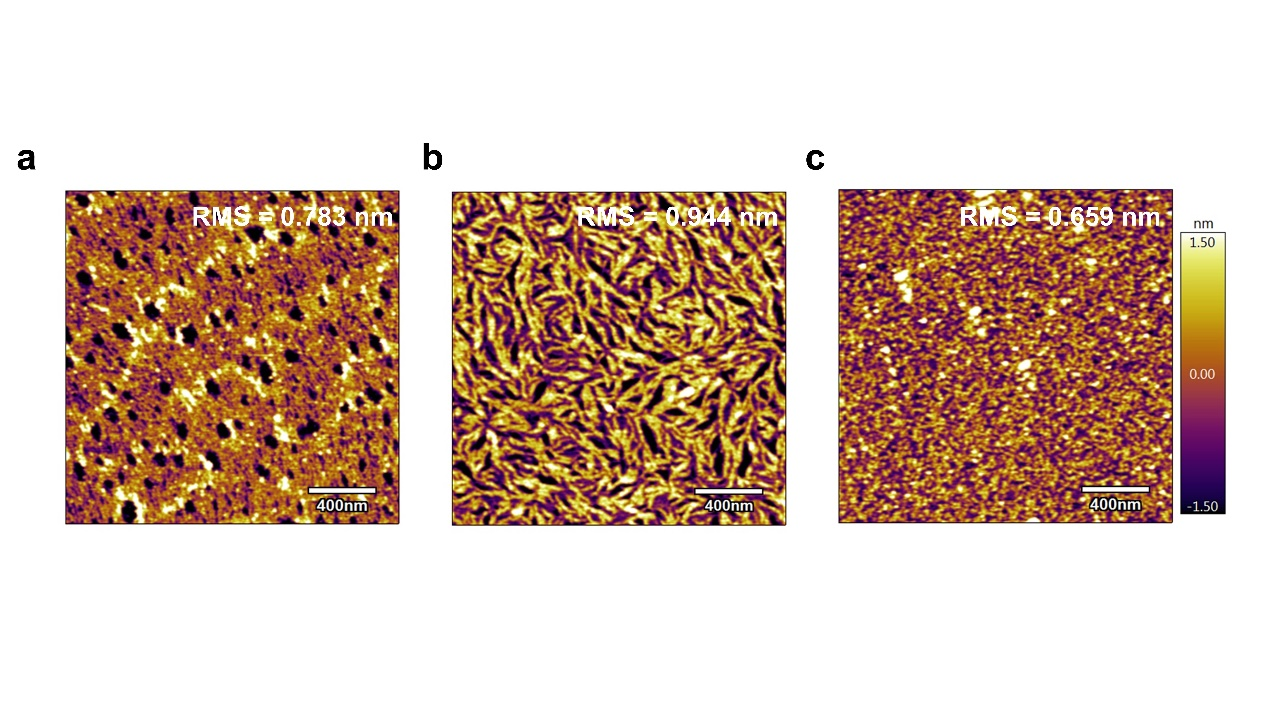 a
b
c
RMS = 0.783 nm
RMS = 0.944 nm
RMS = 0.659 nm
nm
1.50
0.00
-1.50
400nm
400nm
400nm